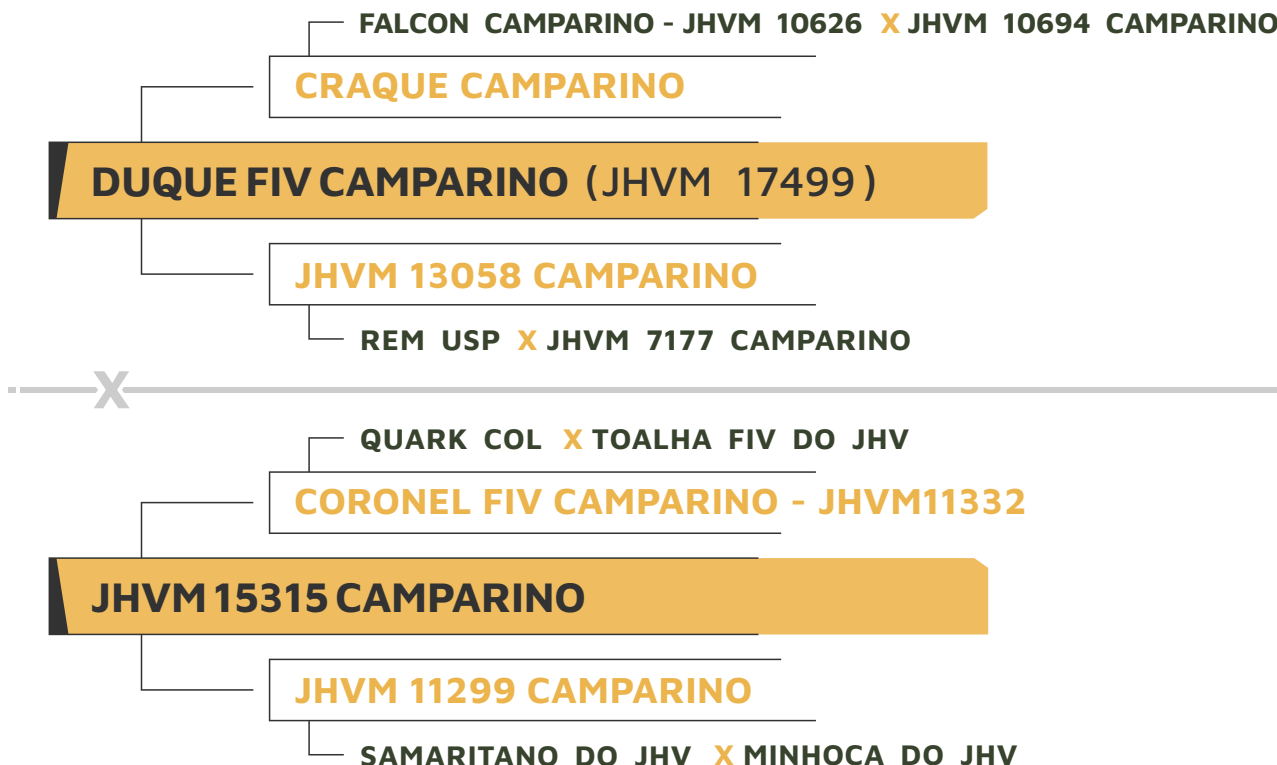 FALCON CAMPARINO - JHVM 10626 X JHVM 10694 CAMPARINO
CRAQUE CAMPARINO
DUQUE FIV CAMPARINO (JHVM 17499)
JHVM 13058 CAMPARINO
REM USP X JHVM 7177 CAMPARINO
X
QUARK COL X TOALHA FIV DO JHV
CORONEL FIV CAMPARINO - JHVM11332
JHVM 15315 CAMPARINO
JHVM 11299 CAMPARINO
SAMARITANO DO JHV X MINHOCA DO JHV